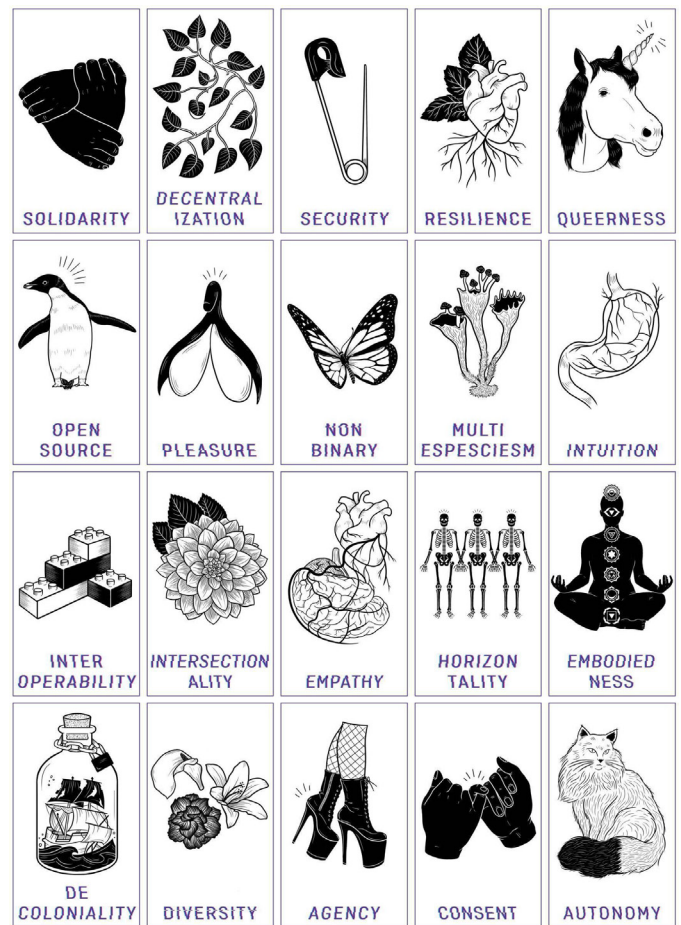 SOLIDARITY
DECENTRAL
IZATION
SECURITY
RESILIENCE
QUEERNESS
OPEN
SOURCE
PLEASURE
NON
BINARY
MULTI
ESPESCIESM
INTUITION
INTER
OPERABILITY
INTERSECTION
ALITY
EMPATHY
HORIZON
TALITY
EMBODIED
NESS
DE
COLONIALITY
DIVERSITY
AGENCY
CONSENT
AUTONOMY